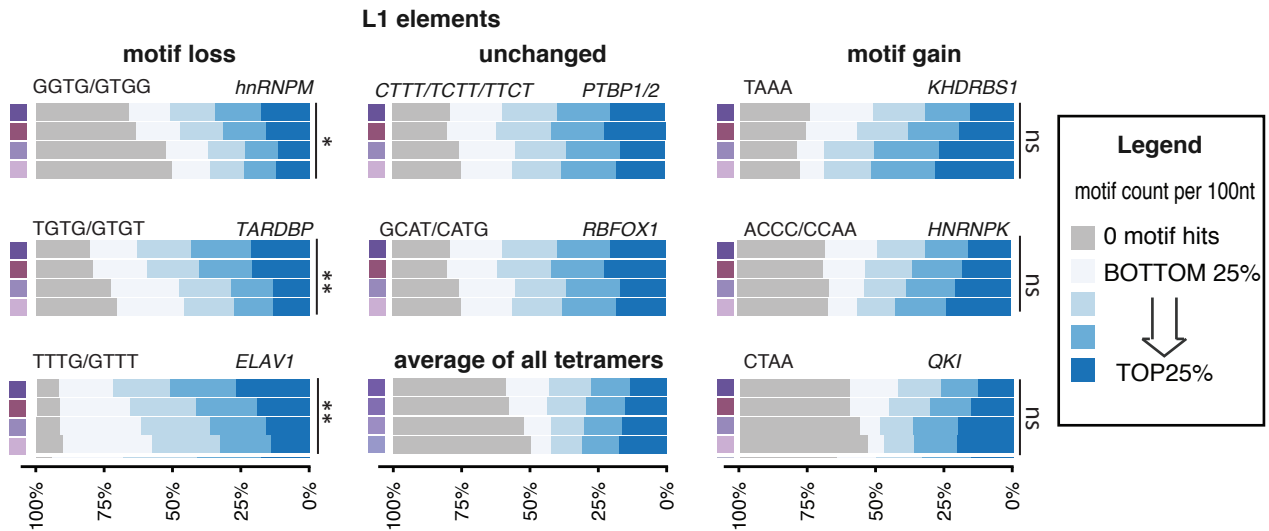 L1 elements
motif loss
unchanged
motif gain
GGTG/GTGG hnRNPM
*
CTTT/TCTT/TTCT PTBP1/2
TAAA KHDRBS1
ns
TGTG/GTGT TARDBP
**
GCAT/CATG RBFOX1
ACCC/CCAA HNRNPK
ns
TTTG/GTTT ELAV1
**
average of all tetramers
CTAA QKI
ns
100% 75% 50% 25% 0%
100% 75% 50% 25% 0%
100% 75% 50% 25% 0%
Legend
motif count per 100nt
0 motif hits
BOTTOM 25%
TOP25%